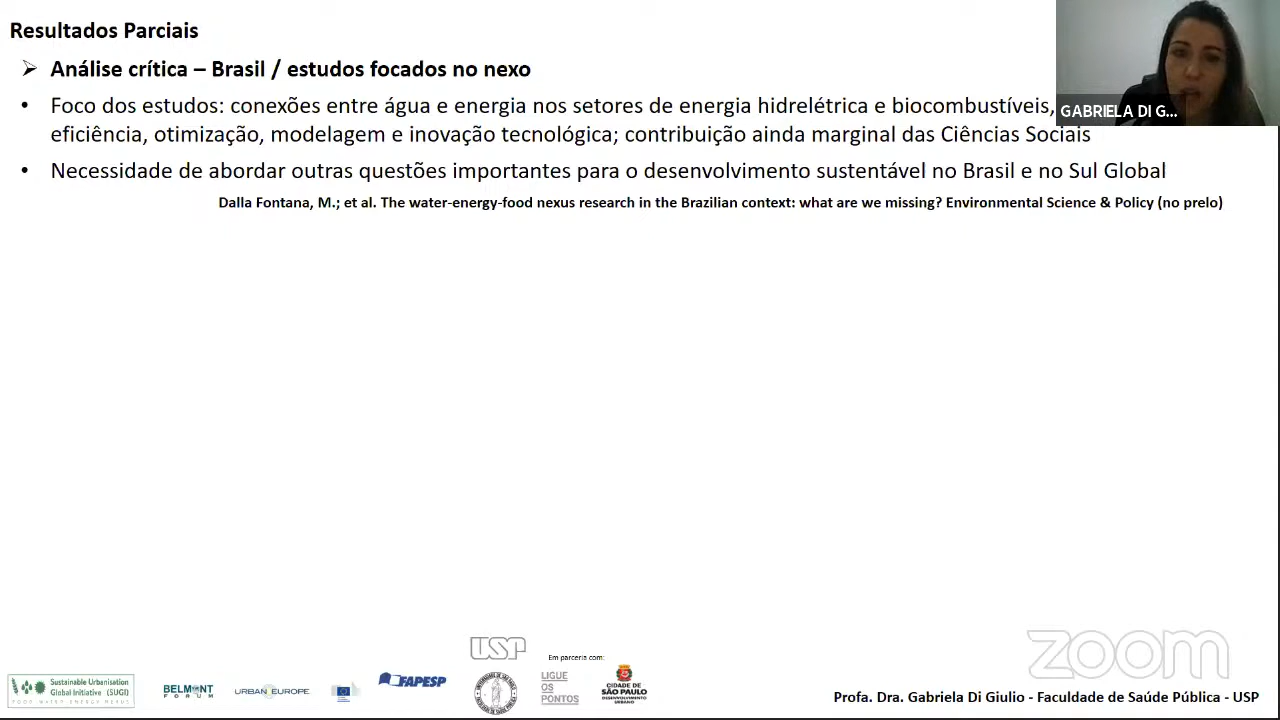 Resultados Parciais
➢ Análise crítica – Brasil / estudos focados no nexo
• Foco dos estudos: conexões entre água e energia nos setores de energia hidrelétrica e biocombustíveis,
eficiência, otimização, modelagem e inovação tecnológica; contribuição ainda marginal das Ciências Sociais
• Necessidade de abordar outras questões importantes para o desenvolvimento sustentável no Brasil e no Sul Global
Dalla Fontana, M.; et al. The water-energy-food nexus research in the Brazilian context: what are we missing? Environmental Science & Policy (no prelo)
GABRIELA DI G...
zoom
USP
Em parceria com:
Sustainable Urbanisation
Global Initiative (SUGI)
FOOD WATER ENERGY NEXUS
BELMONT
FORUM
URBAN EUROPE
FAPESP
LIGUE
OS
PONTOS
CIDADE DE
SÃO PAULO
DESENVOLVIMENTO
URBANO
Profa. Dra. Gabriela Di Giulio - Faculdade de Saúde Pública - USP